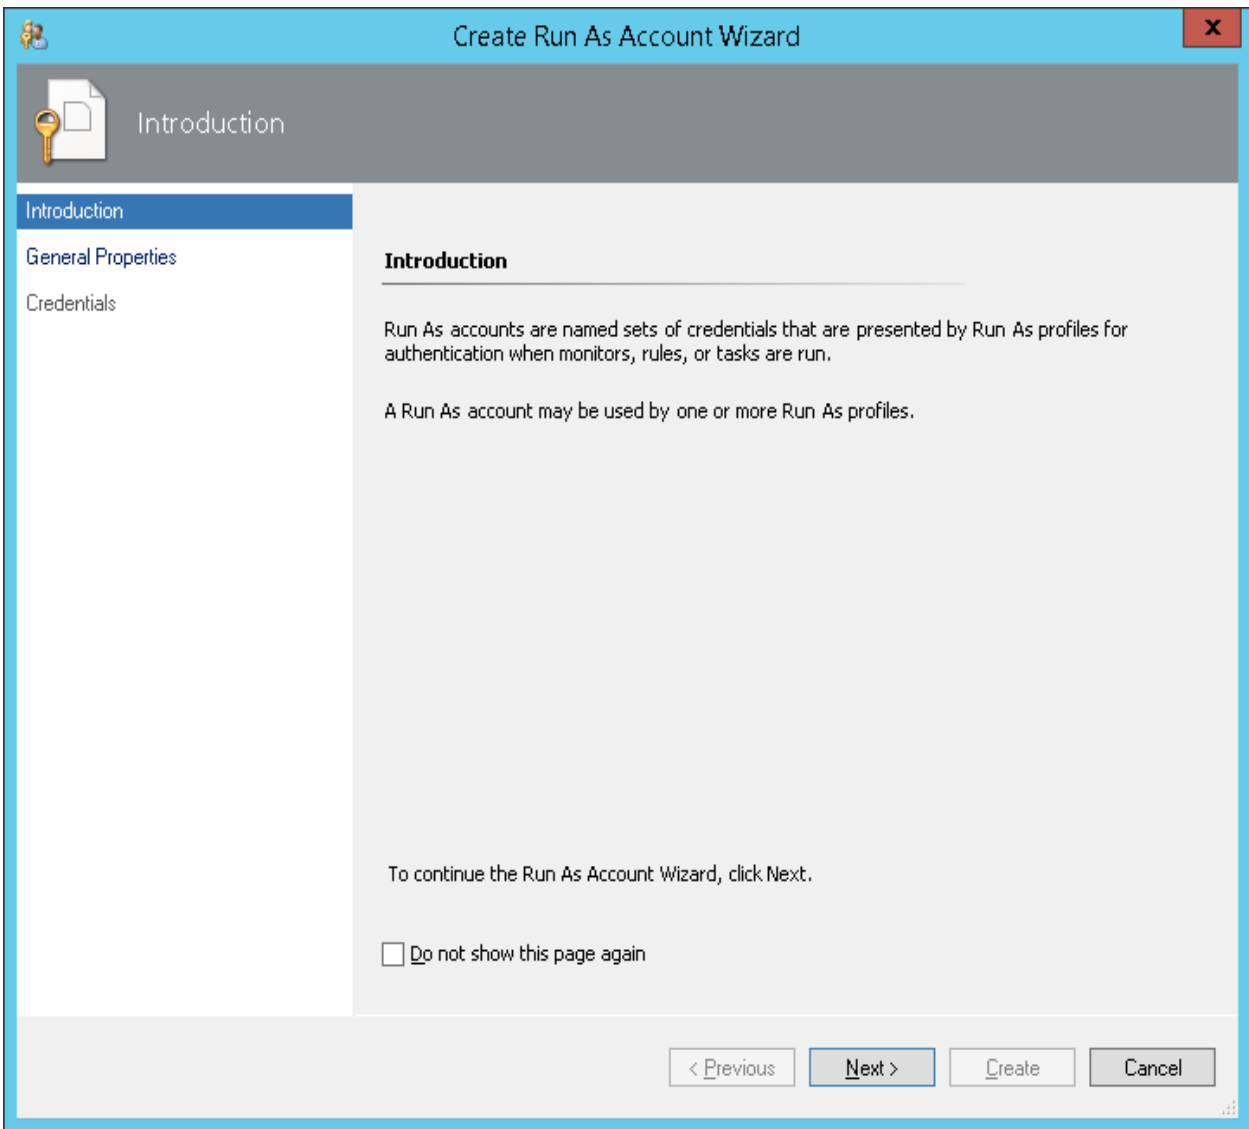 Create Run As Account Wizard
X
Introduction
Introduction
General Properties
Credentials
Introduction
Run As accounts are named sets of credentials that are presented by Run As profiles for
authentication when monitors, rules, or tasks are run.
A Run As account may be used by one or more Run As profiles.
To continue the Run As Account Wizard, click Next.
Do not show this page again
< Previous
Next >
Create
Cancel